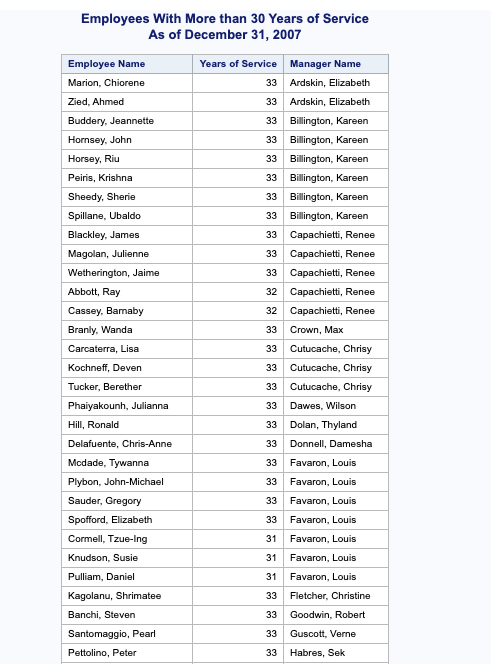 Employees With More than 30 Years of Service
As of December 31, 2007
Employee Name Years of Service Manager Name
Marion, Chiorene 33 Ardskin, Elizabeth
Zied, Ahmed 33 Ardskin, Elizabeth
Buddery, Jeannette 33 Billington, Kareen
Hornsey, John 33 Billington, Kareen
Horsey, Riu 33 Billington, Kareen
Peiris, Krishna 33 Billington, Kareen
Sheedy, Sherie 33 Billington, Kareen
Spillane, Ubaldo 33 Billington, Kareen
Blackley, James 33 Capachietti, Renee
Magolan, Julienne 33 Capachietti, Renee
Wetherington, Jaime 33 Capachietti, Renee
Abbott, Ray 32 Capachietti, Renee
Cassey, Barnaby 32 Capachietti, Renee
Branly, Wanda 33 Crown, Max
Carcaterra, Lisa 33 Cutucache, Chrisy
Kochneff, Deven 33 Cutucache, Chrisy
Tucker, Berether 33 Cutucache, Chrisy
Phaiyakounh, Julianna 33 Dawes, Wilson
Hill, Ronald 33 Dolan, Thyland
Delafuente, Chris-Anne 33 Donnell, Damesha
Mcdade, Tywanna 33 Favaron, Louis
Plybon, John-Michael 33 Favaron, Louis
Sauder, Gregory 33 Favaron, Louis
Spofford, Elizabeth 33 Favaron, Louis
Cormell, Tzue-Ing 31 Favaron, Louis
Knudson, Susie 31 Favaron, Louis
Pulliam, Daniel 31 Favaron, Louis
Kagolanu, Shrimatee 33 Fletcher, Christine
Banchi, Steven 33 Goodwin, Robert
Santomaggio, Pearl 33 Guscott, Verne
Pettolino, Peter 33 Habres, Sek